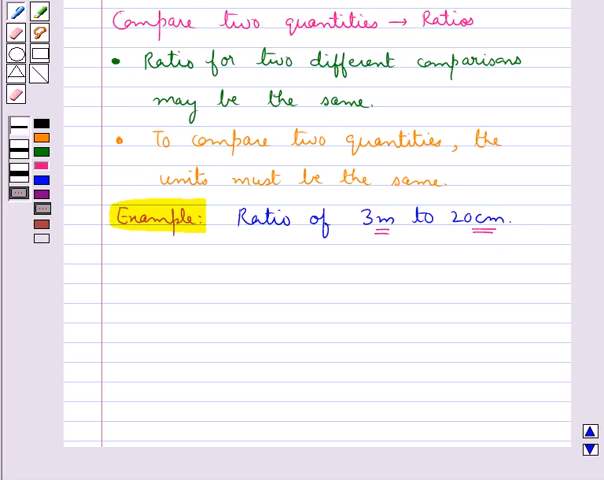 Compare two quantities → Ratios
• Ratio for two different comparisons
may be the same.
• To compare two quantities, the
units must be the same.
Example: Ratio of 3m to 20cm.